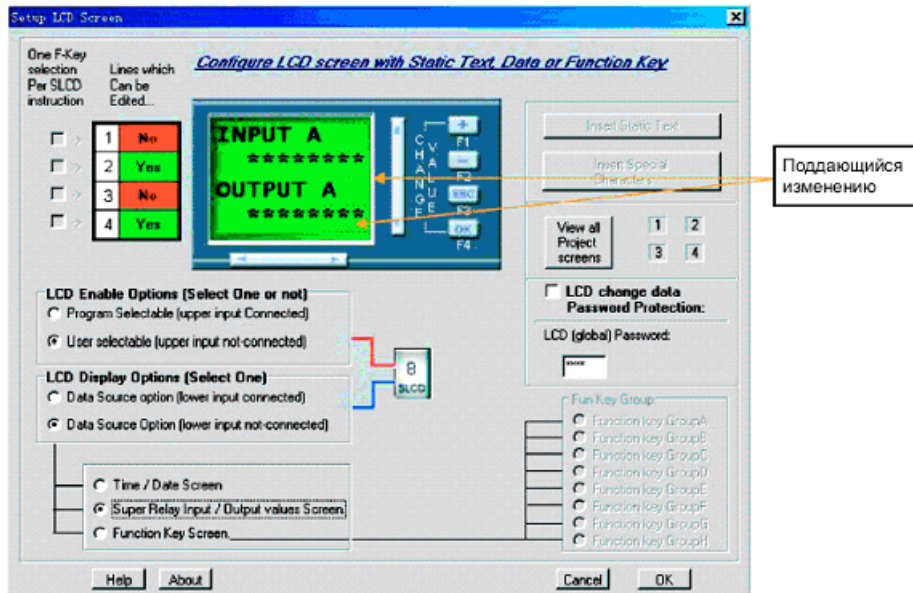 Setup LCD Screen
One F-Key
selection
Per SLCD
instruction
Lines which
Can be
Edited...
Configure LCD screen with Static Text, Data or Function Key
1 No
2 Yes
3 No
4 Yes
INPUT A
********
OUTPUT A
********
CHANGE
VALUE
+
F1
-
F2
ESC
F3
OK
F4
Insert Static Text
Insert Special
Characters
Поддающийся
изменению
View all
Project
screens
1 2
3 4
LCD change data
Password Protection:
LCD (global) Password:
****
LCD Enable Options (Select One or not)
Program Selectable (upper input Connected)
User selectable (upper input not-connected)
LCD Display Options (Select One)
Data Source option (lower input connected)
Data Source Option (lower input not-connected)
8
SLCD
Time / Date Screen
Super Relay Input / Output values Screen
Function Key Screen
Fun Key Group
Function key GroupA
Function key GroupB
Function key GroupC
Function key GroupD
Function key GroupE
Function key GroupF
Function key GroupG
Function key GroupH
Help
About
Cancel
OK